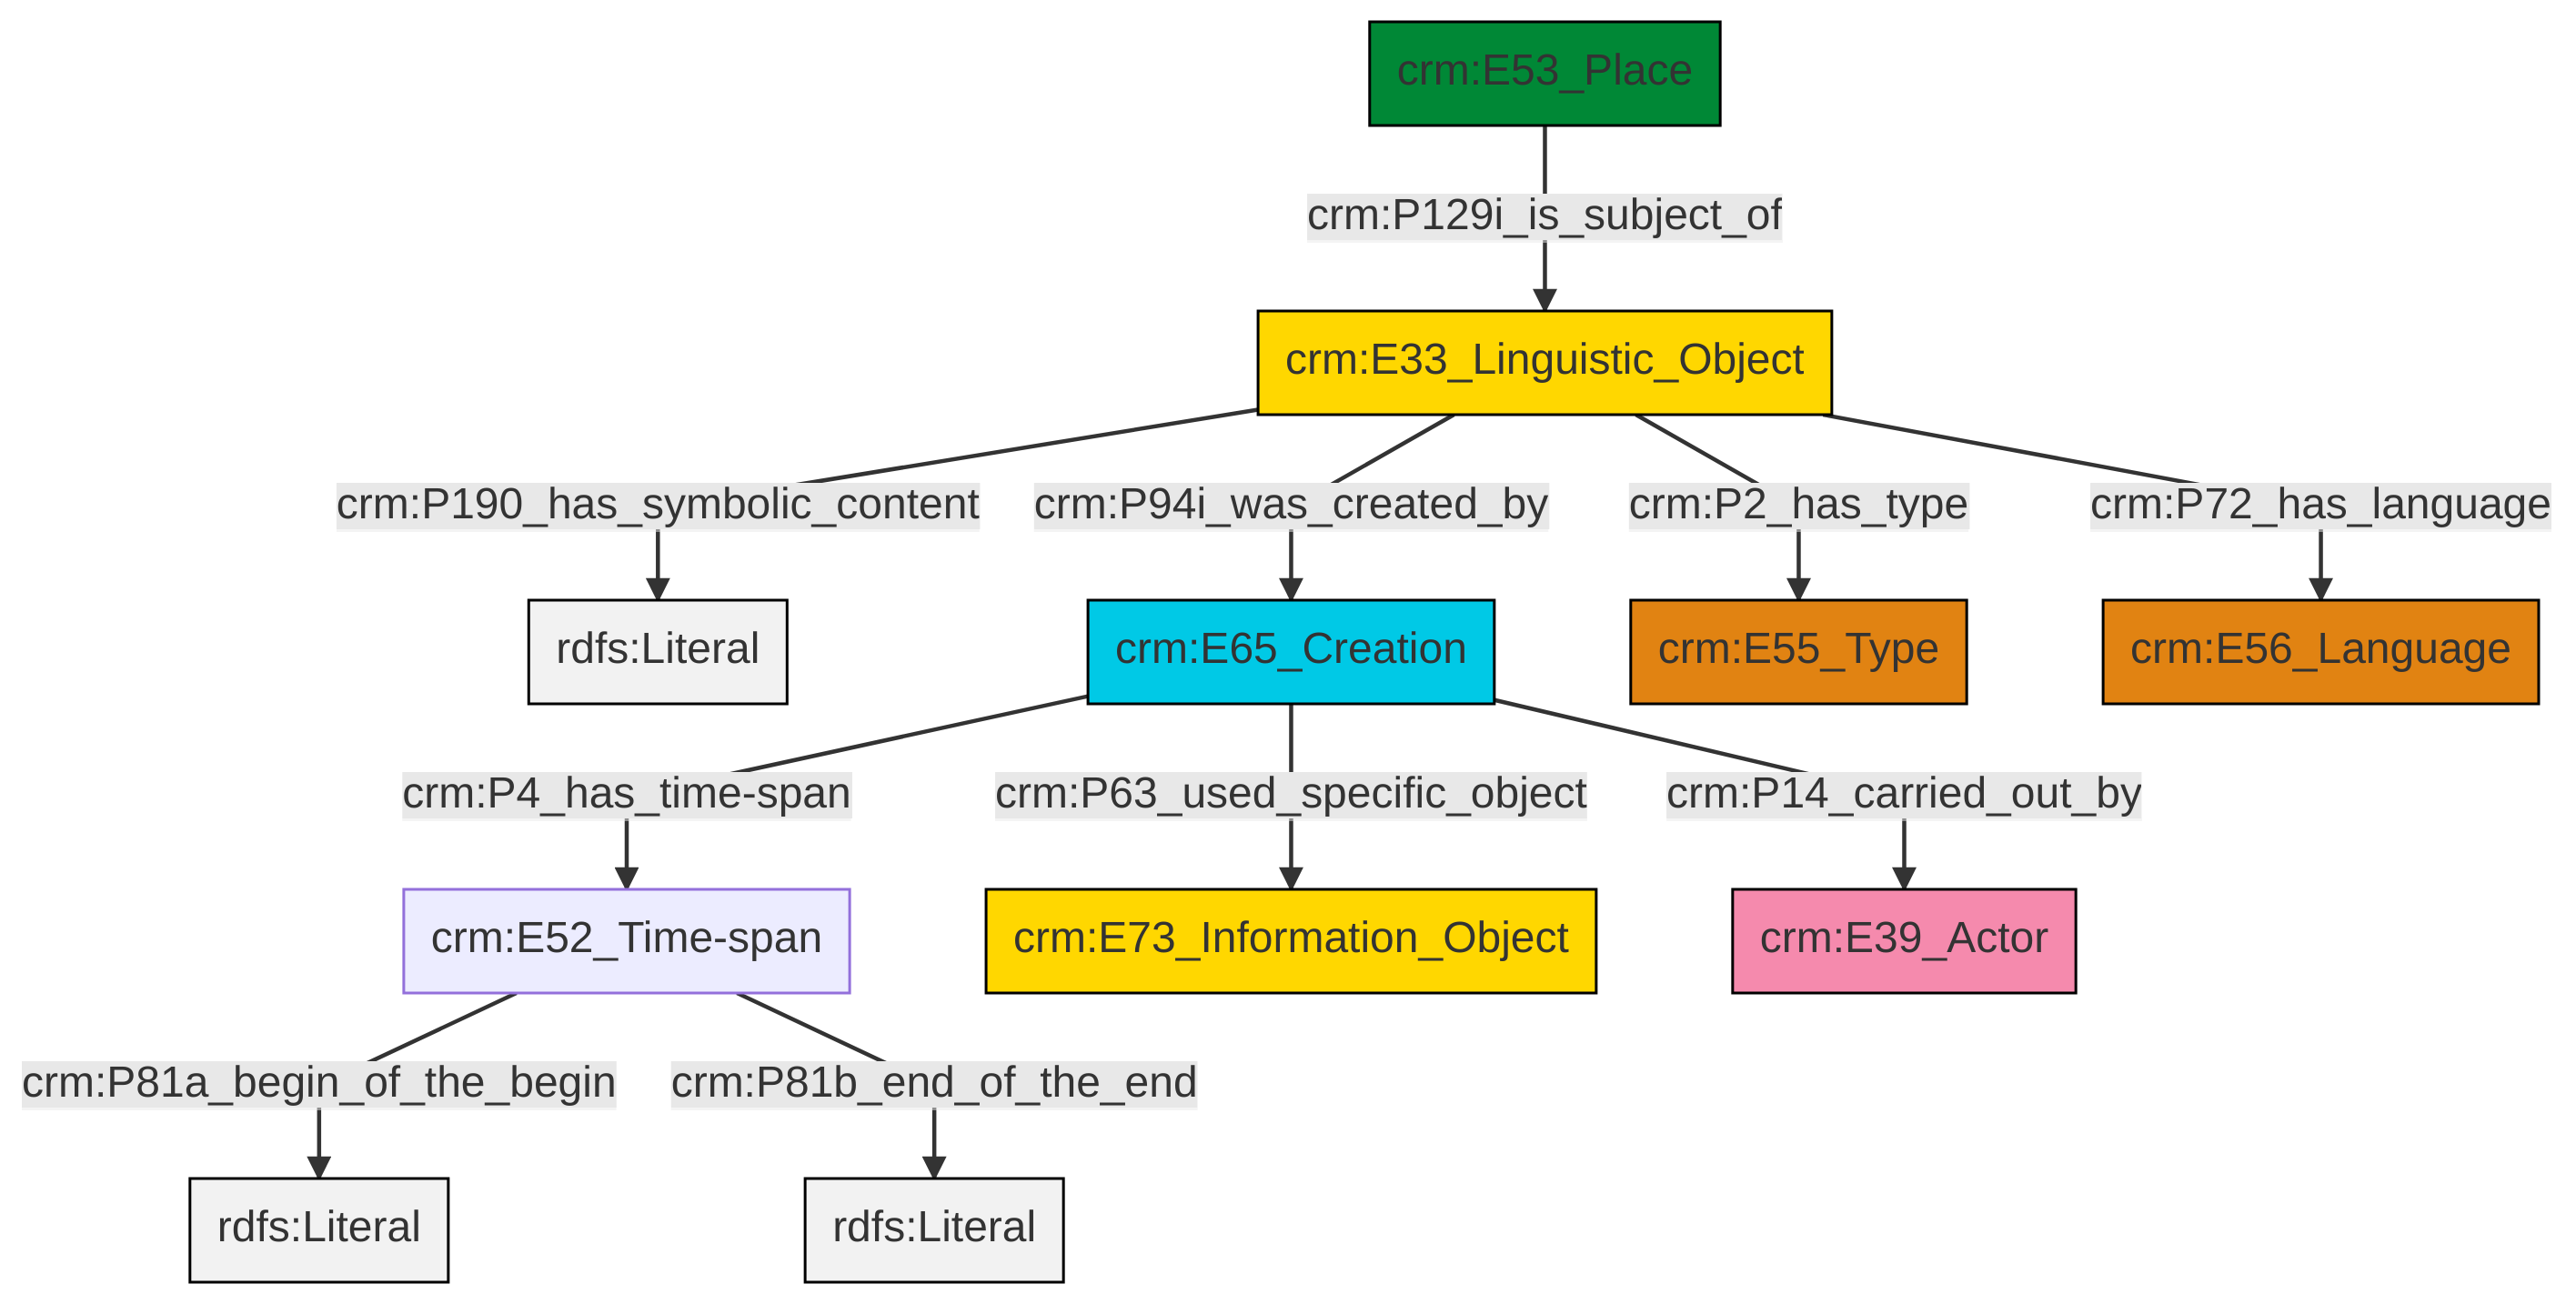 crm:E53_Place
crm:P129i_is_subject_of
crm:E33_Linguistic_Object
crm:P190_has_symbolic_content
crm:P94i_was_created_by
crm:P2_has_type
crm:P72_has_language
rdfs:Literal
crm:E65_Creation
crm:E55_Type
crm:E56_Language
crm:P4_has_time-span
crm:P63_used_specific_object
crm:P14_carried_out_by
crm:E52_Time-span
crm:E73_Information_Object
crm:E39_Actor
crm:P81a_begin_of_the_begin
crm:P81b_end_of_the_end
rdfs:Literal
rdfs:Literal